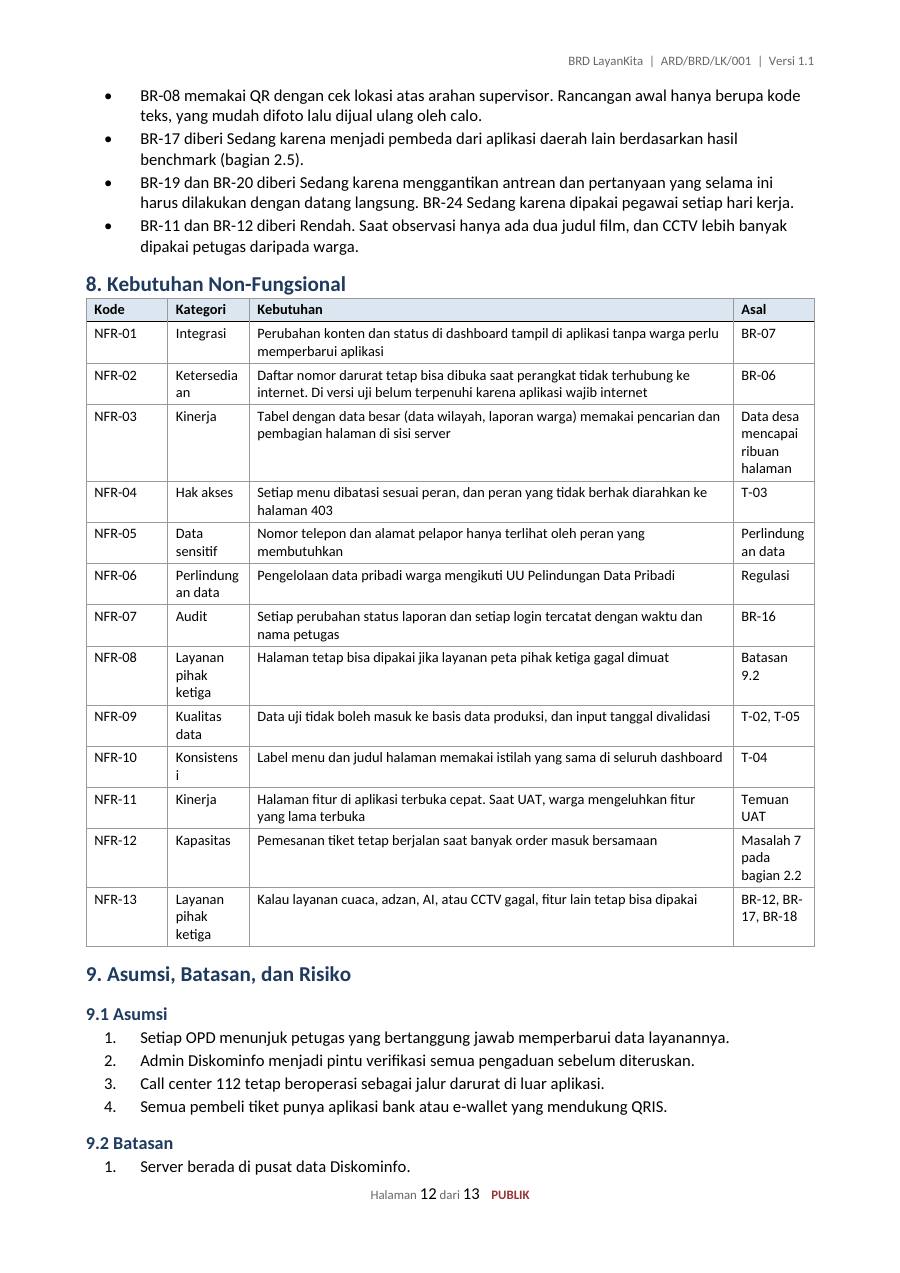 BRD LayanKita | ARD/BRD/LK/001 | Versi 1.1
• BR-08 memakai QR dengan cek lokasi atas arahan supervisor. Rancangan awal hanya berupa kode
teks, yang mudah difoto lalu dijual ulang oleh calo.
• BR-17 diberi Sedang karena menjadi pembeda dari aplikasi daerah lain berdasarkan hasil
benchmark (bagian 2.5).
• BR-19 dan BR-20 diberi Sedang karena menggantikan antrean dan pertanyaan yang selama ini
harus dilakukan dengan datang langsung. BR-24 Sedang karena dipakai pegawai setiap hari kerja.
• BR-11 dan BR-12 diberi Rendah. Saat observasi hanya ada dua judul film, dan CCTV lebih banyak
dipakai petugas daripada warga.
8. Kebutuhan Non-Fungsional
Kode Kategori Kebutuhan Asal
NFR-01 Integrasi Perubahan konten dan status di dashboard tampil di aplikasi tanpa warga perlu BR-07
memperbarui aplikasi
NFR-02 Ketersedia Daftar nomor darurat tetap bisa dibuka saat perangkat tidak terhubung ke BR-06
an internet. Di versi uji belum terpenuhi karena aplikasi wajib internet
NFR-03 Kinerja Tabel dengan data besar (data wilayah, laporan warga) memakai pencarian dan Data desa
pembagian halaman di sisi server mencapai
ribuan
halaman
NFR-04 Hak akses Setiap menu dibatasi sesuai peran, dan peran yang tidak berhak diarahkan ke T-03
halaman 403
NFR-05 Data Nomor telepon dan alamat pelapor hanya terlihat oleh peran yang Perlindung
sensitif membutuhkan an data
NFR-06 Perlindung Pengelolaan data pribadi warga mengikuti UU Pelindungan Data Pribadi Regulasi
an data
NFR-07 Audit Setiap perubahan status laporan dan setiap login tercatat dengan waktu dan BR-16
nama petugas
NFR-08 Layanan Halaman tetap bisa dipakai jika layanan peta pihak ketiga gagal dimuat Batasan
pihak 9.2
ketiga
NFR-09 Kualitas Data uji tidak boleh masuk ke basis data produksi, dan input tanggal divalidasi T-02, T-05
data
NFR-10 Konsistens Label menu dan judul halaman memakai istilah yang sama di seluruh dashboard T-04
i
NFR-11 Kinerja Halaman fitur di aplikasi terbuka cepat. Saat UAT, warga mengeluhkan fitur Temuan
yang lama terbuka UAT
NFR-12 Kapasitas Pemesanan tiket tetap berjalan saat banyak order masuk bersamaan Masalah 7
pada
bagian 2.2
NFR-13 Layanan Kalau layanan cuaca, adzan, AI, atau CCTV gagal, fitur lain tetap bisa dipakai BR-12, BR-
pihak 17, BR-18
ketiga
9. Asumsi, Batasan, dan Risiko
9.1 Asumsi
1. Setiap OPD menunjuk petugas yang bertanggung jawab memperbarui data layanannya.
2. Admin Diskominfo menjadi pintu verifikasi semua pengaduan sebelum diteruskan.
3. Call center 112 tetap beroperasi sebagai jalur darurat di luar aplikasi.
4. Semua pembeli tiket punya aplikasi bank atau e-wallet yang mendukung QRIS.
9.2 Batasan
1. Server berada di pusat data Diskominfo.
Halaman 12 dari 13 PUBLIK